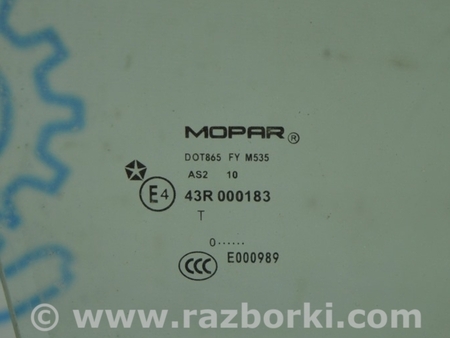 MOPAR®
DOT865 FY M535
AS2 10
E4 43R 000183
T
0······
CCC E000989
© www.razborki.com